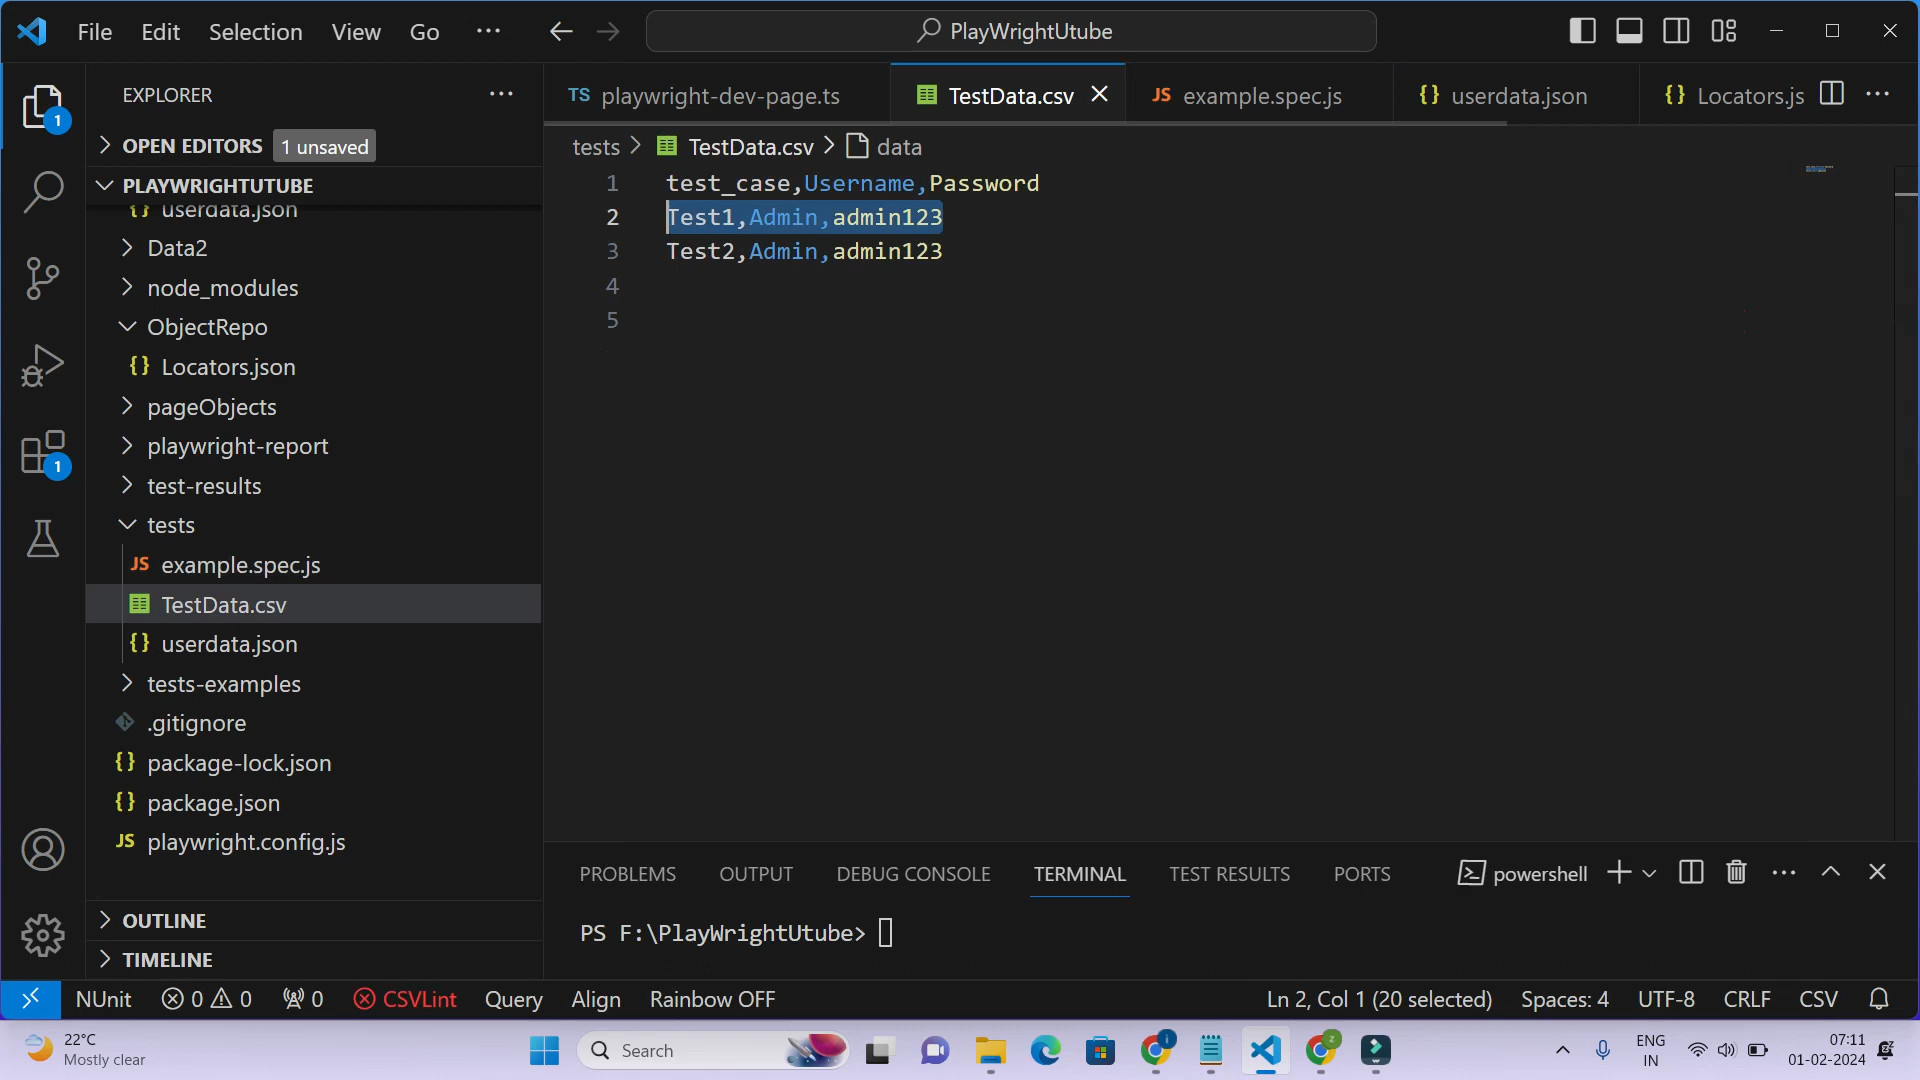 File Edit Selection View Go ...
PlayWrightUtube
EXPLORER
1
OPEN EDITORS 1 unsaved
PLAYWRIGHTUTUBE
userdata.json
Data2
node_modules
ObjectRepo
Locators.json
pageObjects
playwright-report
1
test-results
tests
JS example.spec.js
TestData.csv
userdata.json
tests-examples
.gitignore
package-lock.json
package.json
JS playwright.config.js
OUTLINE
TIMELINE
TS playwright-dev-page.ts
TestData.csv
JS example.spec.js
{} userdata.json
{} Locators.js
tests > TestData.csv > data
1 test_case,Username,Password
2 Test1,Admin,admin123
3 Test2,Admin,admin123
4
5
PROBLEMS OUTPUT DEBUG CONSOLE TERMINAL TEST RESULTS PORTS powershell
PS F:\PlayWrightUtube>
NUnit 0 0 0 CSVLint Query Align Rainbow OFF Ln 2, Col 1 (20 selected) Spaces: 4 UTF-8 CRLF CSV
22°C
Mostly clear
Search
ENG
IN
07:11
01-02-2024